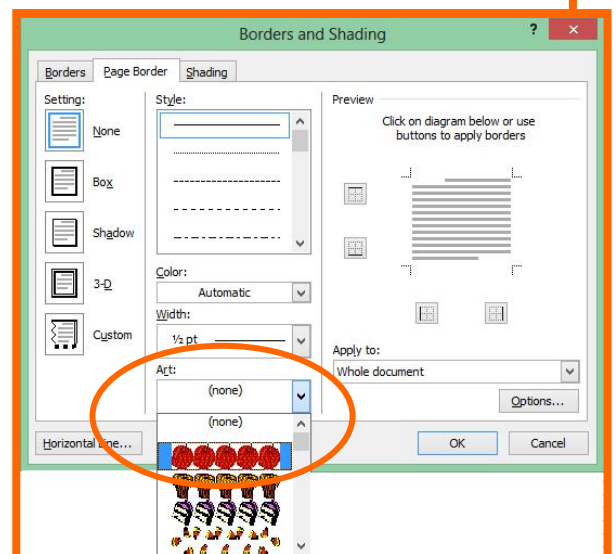 Borders and Shading
?
Borders Page Border Shading
Setting:
None
Box
Shadow
3-D
Custom
Style:
Color:
Automatic
Width:
½ pt
Art:
(none)
(none)
Preview
Click on diagram below or use
buttons to apply borders
Apply to:
Whole document
Options...
Horizontal Line...
OK Cancel